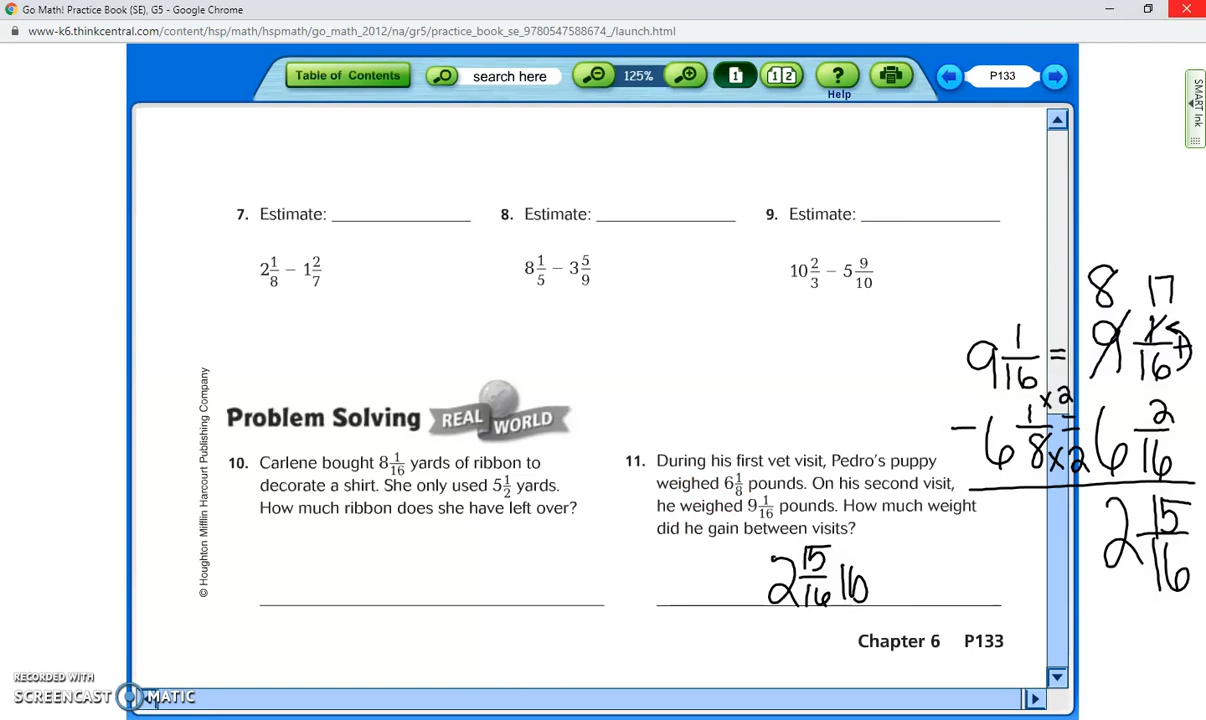 Go Math! Practice Book (SE), G5 - Google Chrome
www-k6.thinkcentral.com/content/hsp/math/hspmath/go_math_2012/na/gr5/practice_book_se_9780547588674_/launch.html
Table of Contents search here 125% 1 12 ? P133
Help
SMART Ink
7. Estimate: 8. Estimate: 9. Estimate:
2 1/8 − 1 2/7 8 1/5 − 3 5/9 10 2/3 − 5 9/10
8 17
9 1/16 = 9 1/16
− 6 1/8 ×2/×2 = 6 2/16
2 15/16
Problem Solving REAL WORLD
10. Carlene bought 8 1/16 yards of ribbon to
decorate a shirt. She only used 5 1/2 yards.
How much ribbon does she have left over?
11. During his first vet visit, Pedro's puppy
weighed 6 1/8 pounds. On his second visit,
he weighed 9 1/16 pounds. How much weight
did he gain between visits?
2 15/16 lb
© Houghton Mifflin Harcourt Publishing Company
Chapter 6 P133
RECORDED WITH
SCREENCAST MATIC